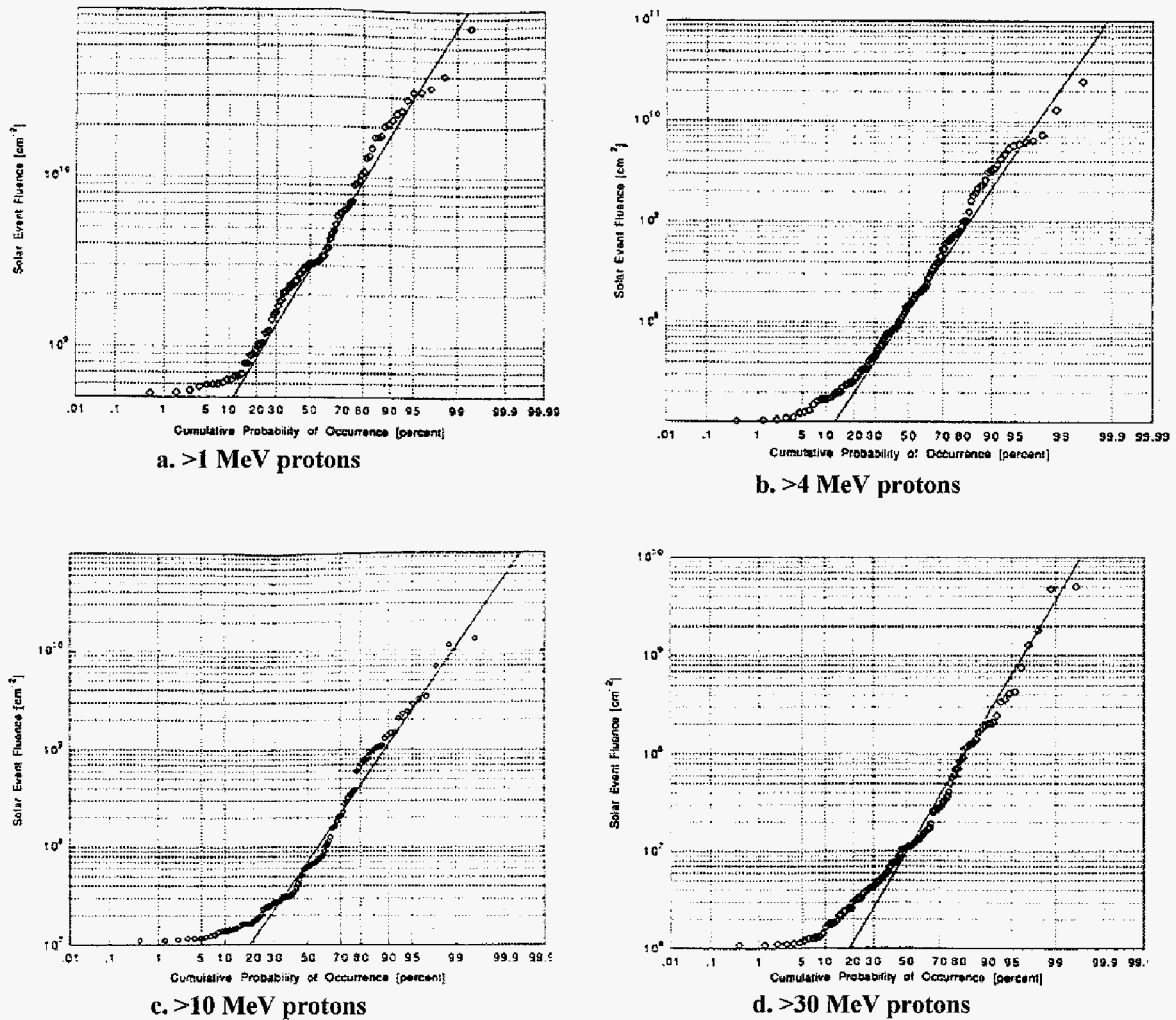 Solar Event Fluence [cm⁻²]
10¹⁰
10⁹
.01 .1 1 5 10 20 30 50 70 80 90 95 99 99.9 99.99
Cumulative Probability of Occurrence [percent]
a. >1 MeV protons
Solar Event Fluence [cm⁻²]
10¹¹
10¹⁰
10⁹
10⁸
.01 .1 1 5 10 20 30 50 70 80 90 95 99 99.9 99.99
Cumulative Probability of Occurrence [percent]
b. >4 MeV protons
Solar Event Fluence [cm⁻²]
10¹⁰
10⁹
10⁸
10⁷
.01 .1 1 5 10 20 30 50 70 80 90 95 99 99.9 99.9
Cumulative Probability of Occurrence [percent]
c. >10 MeV protons
Solar Event Fluence [cm⁻²]
10¹⁰
10⁹
10⁸
10⁷
10⁶
.01 .1 1 5 10 20 30 50 70 80 90 95 99 99.9 99.9
Cumulative Probability of Occurrence [percent]
d. >30 MeV protons